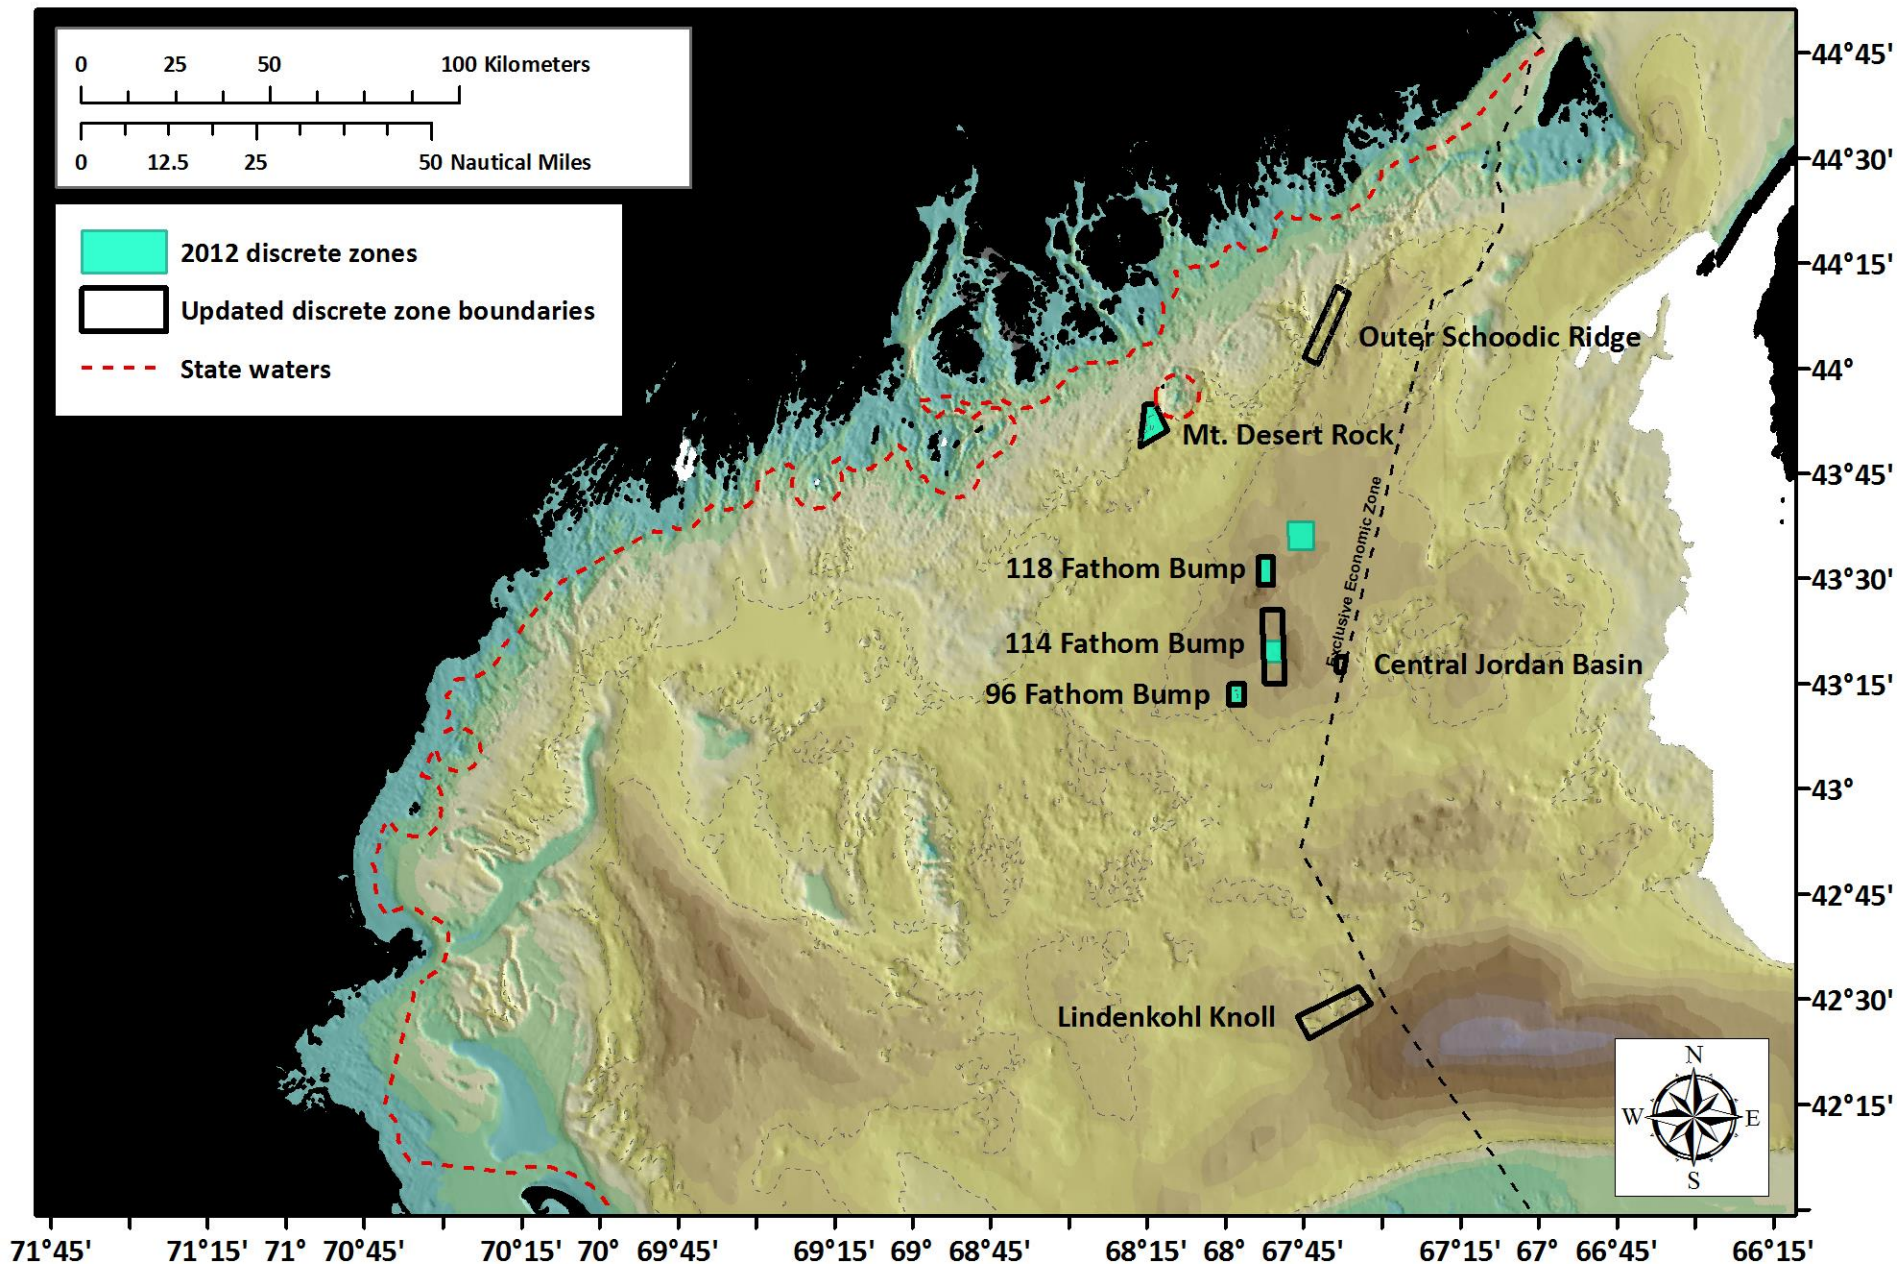 0 25 50 100 Kilometers
0 12.5 25 50 Nautical Miles
2012 discrete zones
Updated discrete zone boundaries
State waters
44°45'
44°30'
44°15'
Outer Schoodic Ridge
44°
Mt. Desert Rock
43°45'
Exclusive Economic Zone
118 Fathom Bump
43°30'
114 Fathom Bump
Central Jordan Basin
96 Fathom Bump
43°15'
43°
42°45'
42°30'
Lindenkohl Knoll
N
W E
S
42°15'
71°45' 71°15' 71° 70°45' 70°15' 70° 69°45' 69°15' 69° 68°45' 68°15' 68° 67°45' 67°15' 67° 66°45' 66°15'